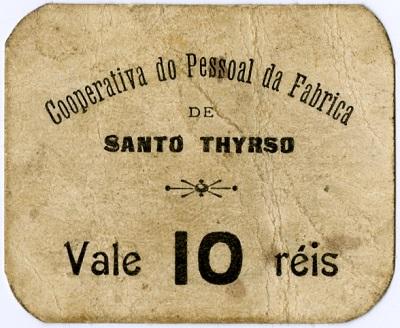 Cooperativa do Pessoal da Fabrica
DE
SANTO THYRSO
Vale 10 réis